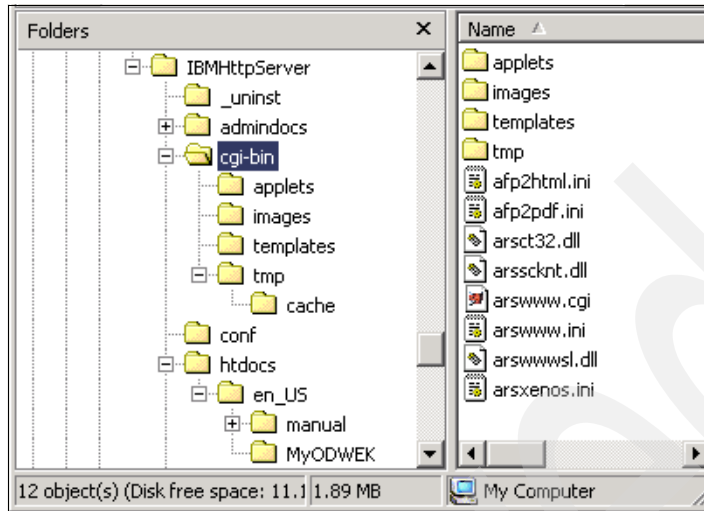 Folders
IBMHttpServer
_uninst
admindocs
cgi-bin
applets
images
templates
tmp
cache
conf
htdocs
en_US
manual
MyODWEK
Name
applets
images
templates
tmp
afp2html.ini
afp2pdf.ini
arsct32.dll
arsscknt.dll
arswww.cgi
arswww.ini
arswwwsl.dll
arsxenos.ini
12 object(s) (Disk free space: 11.1 1.89 MB My Computer